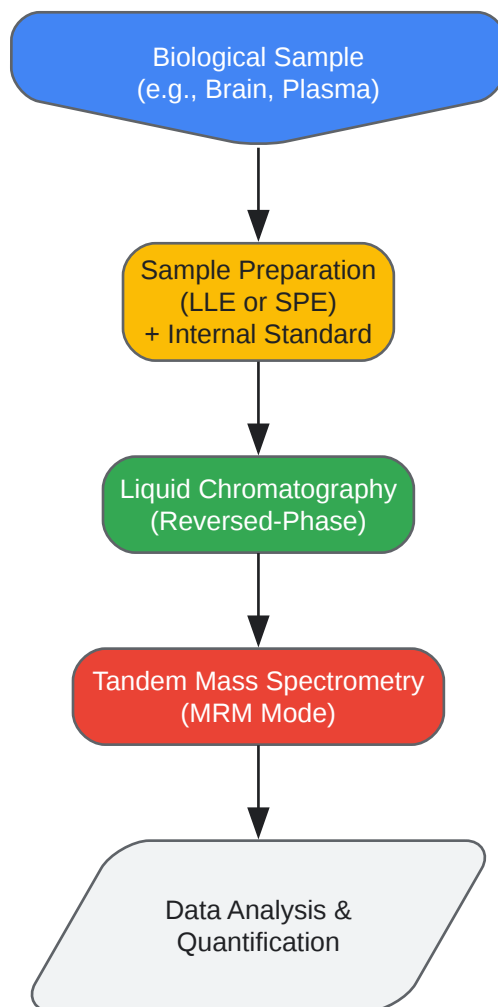 Biological Sample
(e.g., Brain, Plasma)
Sample Preparation
(LLE or SPE)
+ Internal Standard
Liquid Chromatography
(Reversed-Phase)
Tandem Mass Spectrometry
(MRM Mode)
Data Analysis &
Quantification